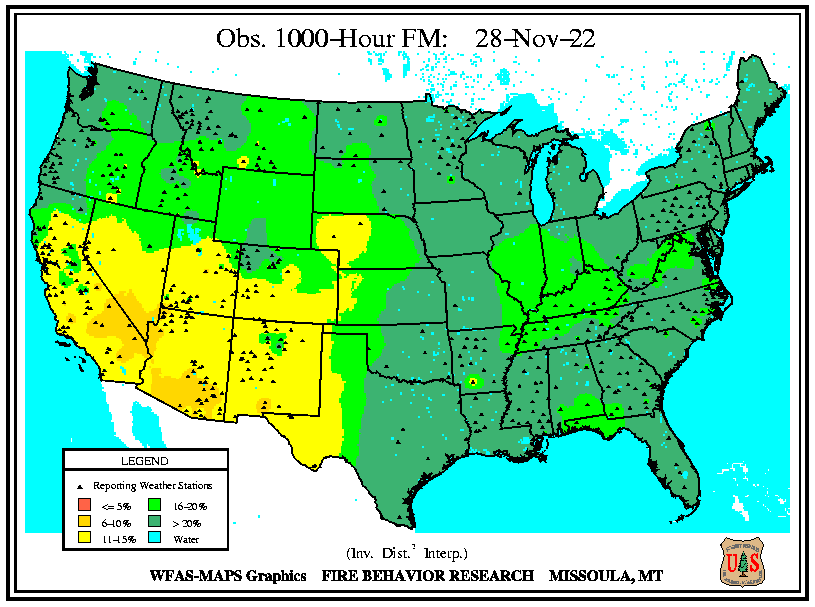 Obs. 1000-Hour FM: 28-Nov-22
LEGEND
Reporting Weather Stations
<= 5% 16-20%
6-10% > 20%
11-15% Water
(Inv. Dist.² Interp.)
WFAS-MAPS Graphics FIRE BEHAVIOR RESEARCH MISSOULA, MT
U S